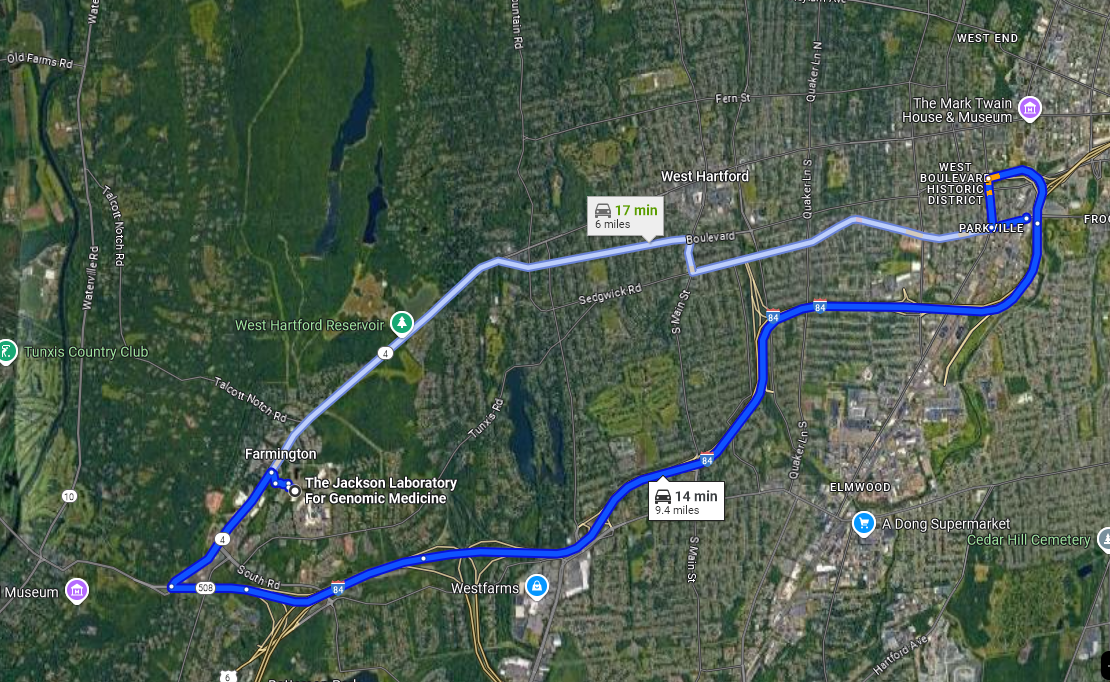 Old Farms Rd
WEST END
Fern St
Quaker Ln N
The Mark Twain
House & Museum
Talcott Notch Rd
West Hartford
WEST
BOULEVARD
HISTORIC
DISTRICT
Quaker Ln S
17 min
6 miles
Boulevard
PARKVILLE
Waterville Rd
Sedgwick Rd
S Main St
84
84
West Hartford Reservoir
4
Tunxis Country Club
Talcott Notch Rd
Tunxis Rd
Farmington
84
Quaker Ln S
The Jackson Laboratory
For Genomic Medicine
10
14 min
9.4 miles
ELMWOOD
A Dong Supermarket
4
Cedar Hill Cemetery
S Main St
South Rd
508
84
Westfarms
Museum
Hartford Ave
6